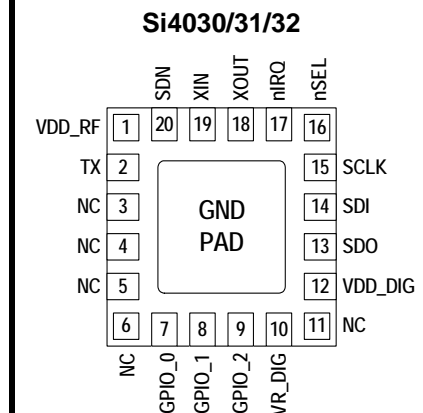 Si4030/31/32
SDN
XIN
XOUT
nIRQ
nSEL
20
19
18
17
16
VDD_RF 1
TX 2
NC 3
NC 4
NC 5
6
GND
PAD
15 SCLK
14 SDI
13 SDO
12 VDD_DIG
11 NC
7
8
9
10
NC
GPIO_0
GPIO_1
GPIO_2
VR_DIG